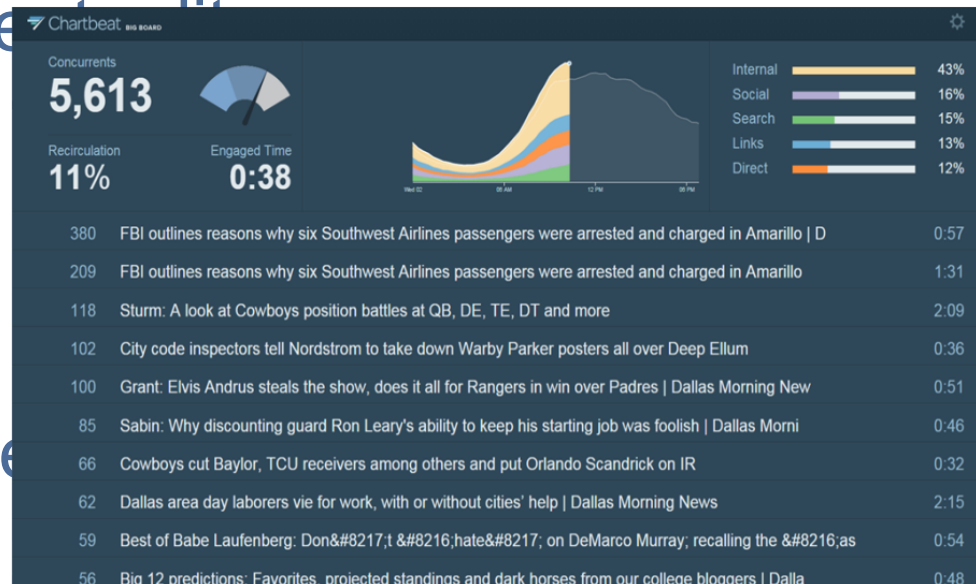 Chartbeat BIG BOARD
Concurrents
5,613
Recirculation
11%
Engaged Time
0:38
Wed 02 06 AM 12 PM 06 PM
Internal 43%
Social 16%
Search 15%
Links 13%
Direct 12%
380 FBI outlines reasons why six Southwest Airlines passengers were arrested and charged in Amarillo | D 0:57
209 FBI outlines reasons why six Southwest Airlines passengers were arrested and charged in Amarillo 1:31
118 Sturm: A look at Cowboys position battles at QB, DE, TE, DT and more 2:09
102 City code inspectors tell Nordstrom to take down Warby Parker posters all over Deep Ellum 0:36
100 Grant: Elvis Andrus steals the show, does it all for Rangers in win over Padres | Dallas Morning New 0:51
85 Sabin: Why discounting guard Ron Leary's ability to keep his starting job was foolish | Dallas Morni 0:46
66 Cowboys cut Baylor, TCU receivers among others and put Orlando Scandrick on IR 0:32
62 Dallas area day laborers vie for work, with or without cities' help | Dallas Morning News 2:15
59 Best of Babe Laufenberg: Don&#8217;t &#8216;hate&#8217; on DeMarco Murray; recalling the &#8216;as 0:54
56 Big 12 predictions: Favorites, projected standings and dark horses from our college bloggers | Dalla 0:48